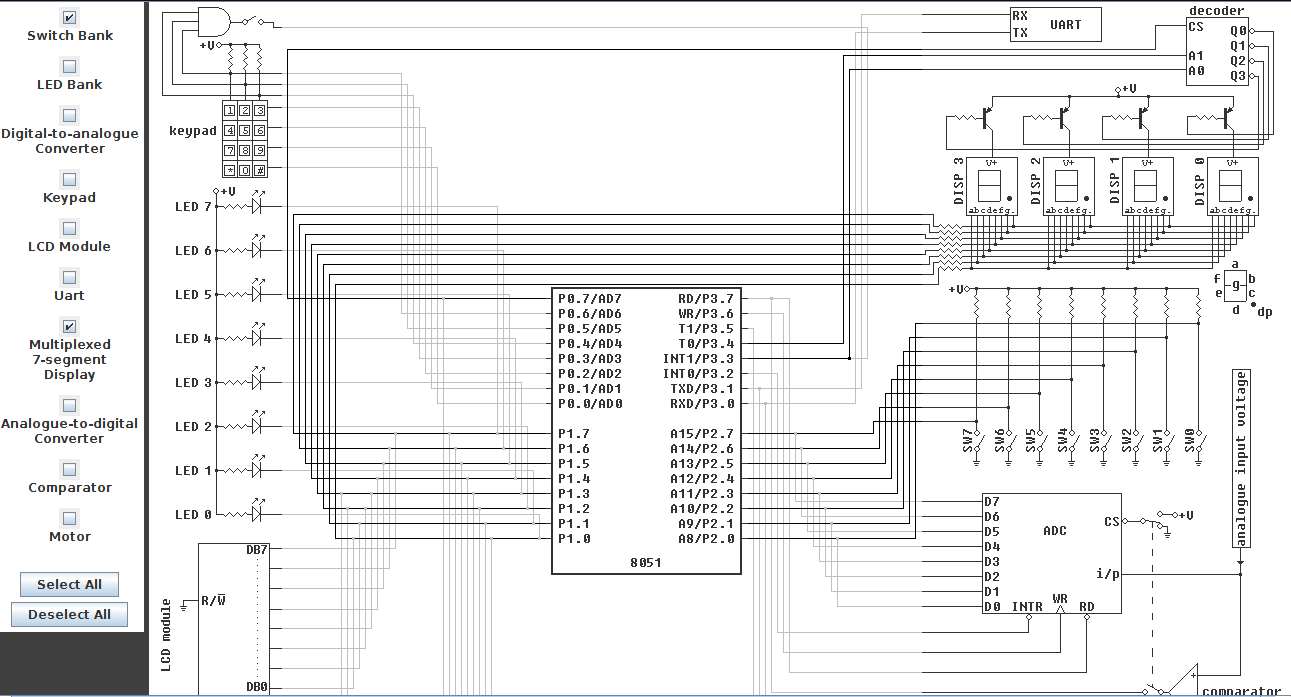 Switch Bank
LED Bank
Digital-to-analogue
Converter
Keypad
LCD Module
Uart
Multiplexed
7-segment
Display
Analogue-to-digital
Converter
Comparator
Motor
Select All
Deselect All
+V
keypad
1 2 3
4 5 6
7 8 9
* 0 #
+V
LED 7
LED 6
LED 5
LED 4
LED 3
LED 2
LED 1
LED 0
LCD module
DB7
R/W̅
DB0
P0.7/AD7
P0.6/AD6
P0.5/AD5
P0.4/AD4
P0.3/AD3
P0.2/AD2
P0.1/AD1
P0.0/AD0
P1.7
P1.6
P1.5
P1.4
P1.3
P1.2
P1.1
P1.0
RD/P3.7
WR/P3.6
T1/P3.5
T0/P3.4
INT1/P3.3
INT0/P3.2
TXD/P3.1
RXD/P3.0
A15/P2.7
A14/P2.6
A13/P2.5
A12/P2.4
A11/P2.3
A10/P2.2
A9/P2.1
A8/P2.0
8051
RX
TX
UART
decoder
CS
A1
A0
Q0
Q1
Q2
Q3
+V
DISP 3
V+
abcdefg.
DISP 2
V+
abcdefg.
DISP 1
V+
abcdefg.
DISP 0
V+
abcdefg.
a
f b
g
e c
d dp
+V
SW7
SW6
SW5
SW4
SW3
SW2
SW1
SW0
analogue input voltage
D7
D6
D5
D4
D3
D2
D1
D0
ADC
CS
i/p
INTR
WR
RD
+V
+
comparator